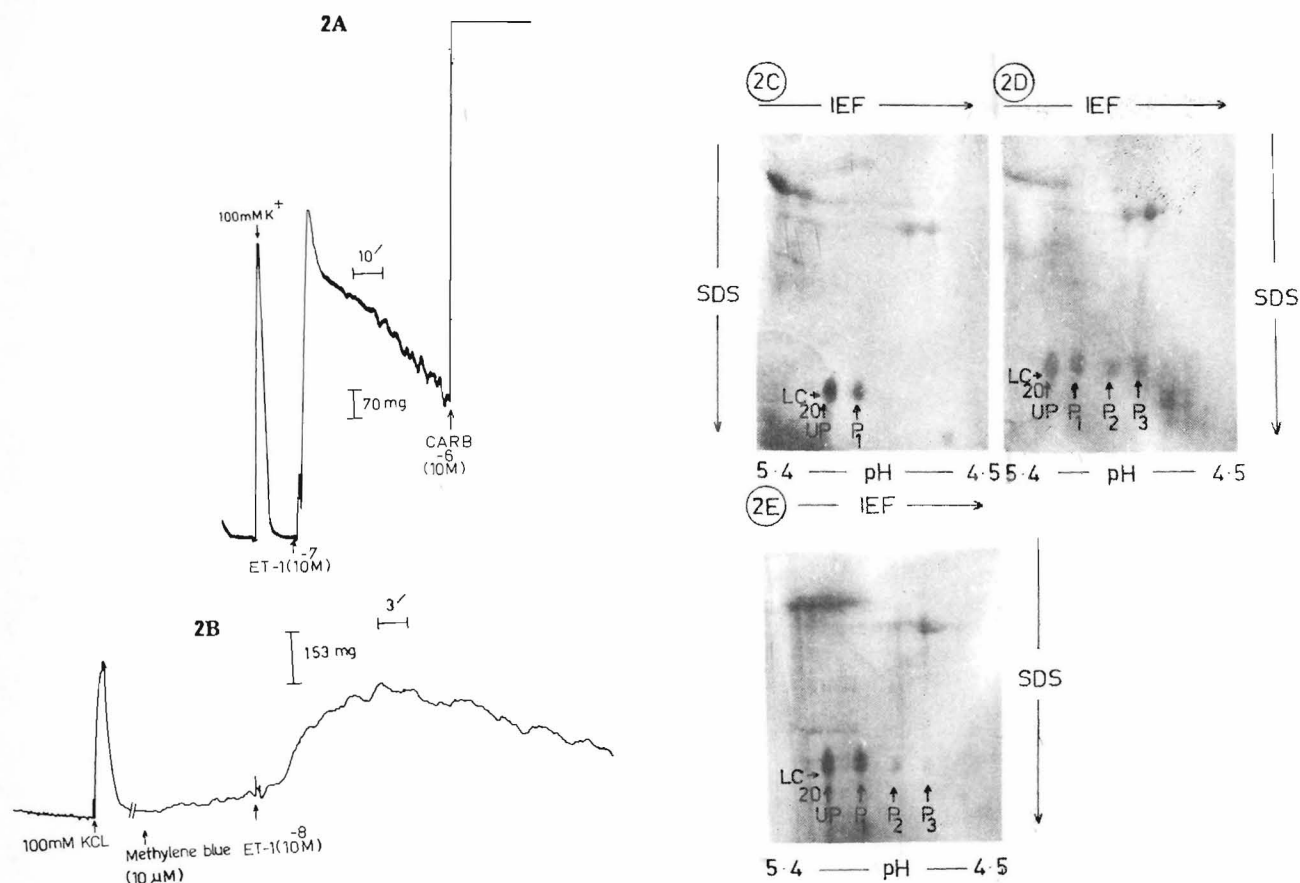 2A
100mM K+
10′
70 mg
CARB
-6
(10M)
-7
ET-1(10M)
2B
3′
153 mg
100mM KCL
Methylene blue
(10 μM)
-8
ET-1(10M)
2C
IEF
SDS
LC
20
UP
P1
5·4 — pH — 4·5
2D
IEF
SDS
LC
20
UP
P1
P2
P3
5·4 — pH — 4·5
2E
IEF
SDS
LC
20
UP
P
P2
P3
5·4 — pH — 4·5